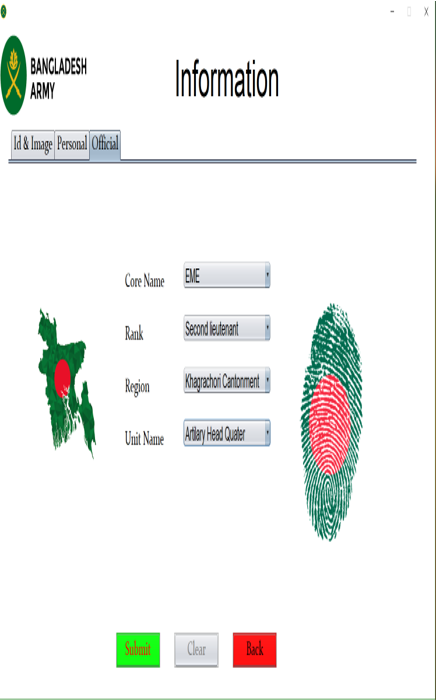 BANGLADESH
ARMY
Information
Id & Image Personal Official
Core Name EME
Rank Second lieutenant
Region Khagrachori Cantonment
Unit Name Artilary Head Quater
Submit Clear Back